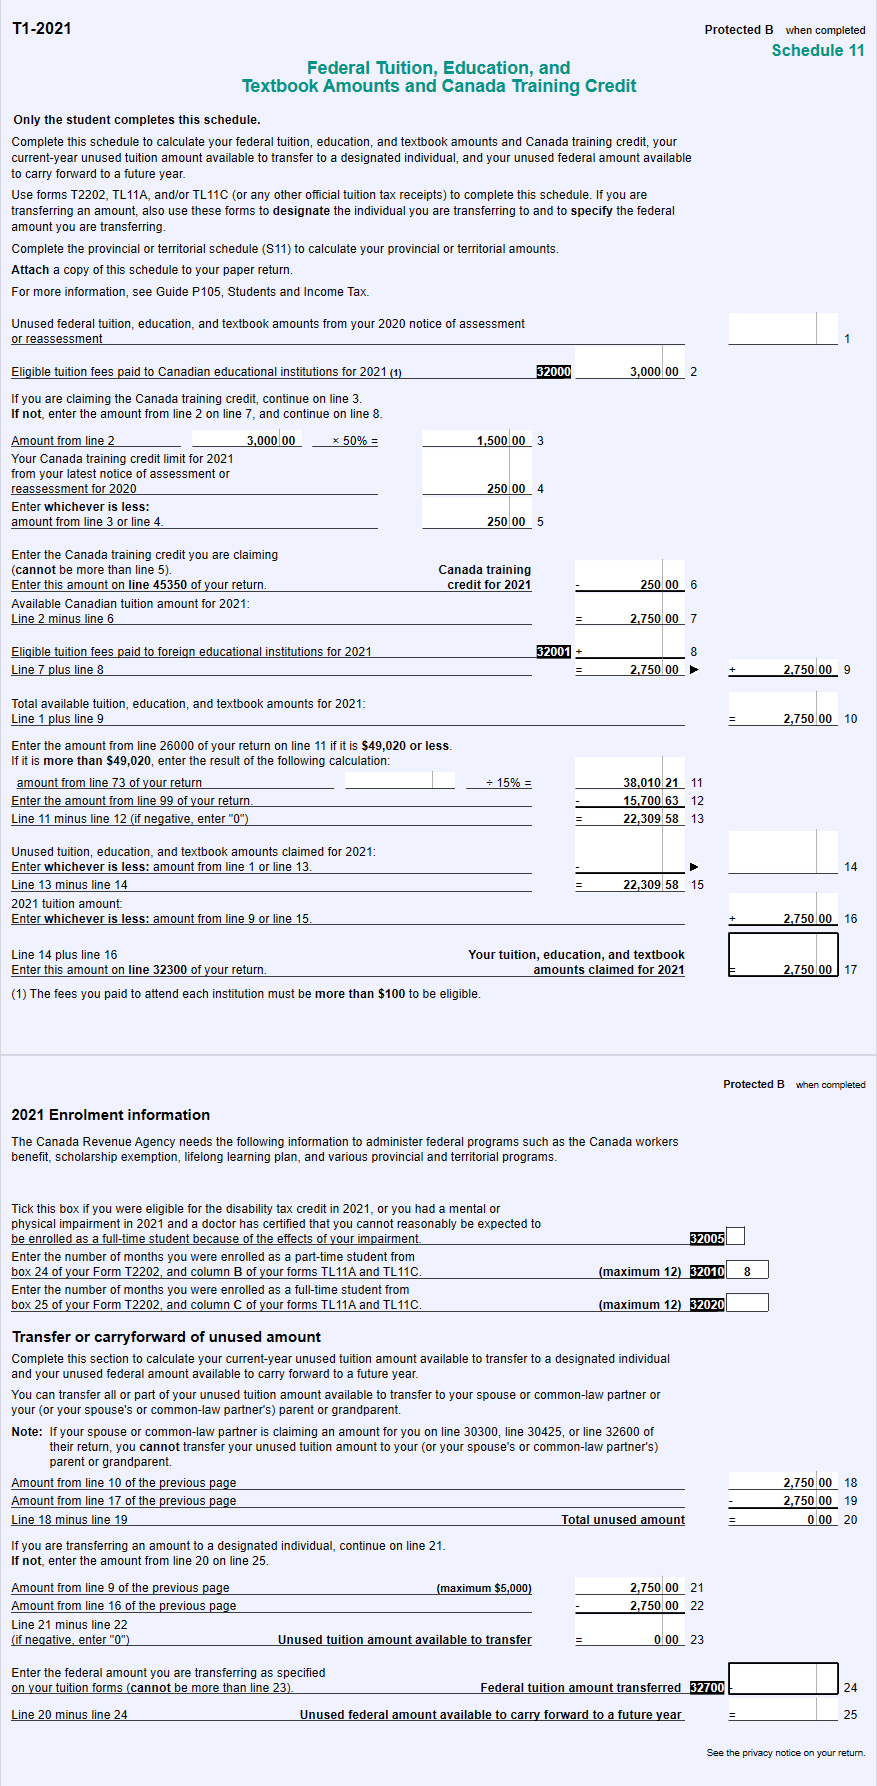 T1-2021
Protected B when completed
Schedule 11
Federal Tuition, Education, and
Textbook Amounts and Canada Training Credit
Only the student completes this schedule.
Complete this schedule to calculate your federal tuition, education, and textbook amounts and Canada training credit, your
current-year unused tuition amount available to transfer to a designated individual, and your unused federal amount available
to carry forward to a future year.
Use forms T2202, TL11A, and/or TL11C (or any other official tuition tax receipts) to complete this schedule. If you are
transferring an amount, also use these forms to designate the individual you are transferring to and to specify the federal
amount you are transferring.
Complete the provincial or territorial schedule (S11) to calculate your provincial or territorial amounts.
Attach a copy of this schedule to your paper return.
For more information, see Guide P105, Students and Income Tax.
Unused federal tuition, education, and textbook amounts from your 2020 notice of assessment
or reassessment 1
Eligible tuition fees paid to Canadian educational institutions for 2021 (1) 32000 3,000 00 2
If you are claiming the Canada training credit, continue on line 3.
If not, enter the amount from line 2 on line 7, and continue on line 8.
Amount from line 2 3,000 00 × 50% = 1,500 00 3
Your Canada training credit limit for 2021
from your latest notice of assessment or
reassessment for 2020 250 00 4
Enter whichever is less:
amount from line 3 or line 4. 250 00 5
Enter the Canada training credit you are claiming
(cannot be more than line 5). Canada training
Enter this amount on line 45350 of your return. credit for 2021 - 250 00 6
Available Canadian tuition amount for 2021:
Line 2 minus line 6 = 2,750 00 7
Eligible tuition fees paid to foreign educational institutions for 2021 32001 + 8
Line 7 plus line 8 = 2,750 00 ► + 2,750 00 9
Total available tuition, education, and textbook amounts for 2021:
Line 1 plus line 9 = 2,750 00 10
Enter the amount from line 26000 of your return on line 11 if it is $49,020 or less.
If it is more than $49,020, enter the result of the following calculation:
amount from line 73 of your return ÷ 15% = 38,010 21 11
Enter the amount from line 99 of your return. - 15,700 63 12
Line 11 minus line 12 (if negative, enter "0") = 22,309 58 13
Unused tuition, education, and textbook amounts claimed for 2021:
Enter whichever is less: amount from line 1 or line 13. - ► 14
Line 13 minus line 14 = 22,309 58 15
2021 tuition amount:
Enter whichever is less: amount from line 9 or line 15. + 2,750 00 16
Line 14 plus line 16 Your tuition, education, and textbook
Enter this amount on line 32300 of your return. amounts claimed for 2021 = 2,750 00 17
(1) The fees you paid to attend each institution must be more than $100 to be eligible.
Protected B when completed
2021 Enrolment information
The Canada Revenue Agency needs the following information to administer federal programs such as the Canada workers
benefit, scholarship exemption, lifelong learning plan, and various provincial and territorial programs.
Tick this box if you were eligible for the disability tax credit in 2021, or you had a mental or
physical impairment in 2021 and a doctor has certified that you cannot reasonably be expected to
be enrolled as a full-time student because of the effects of your impairment. 32005
Enter the number of months you were enrolled as a part-time student from
box 24 of your Form T2202, and column B of your forms TL11A and TL11C. (maximum 12) 32010 8
Enter the number of months you were enrolled as a full-time student from
box 25 of your Form T2202, and column C of your forms TL11A and TL11C. (maximum 12) 32020
Transfer or carryforward of unused amount
Complete this section to calculate your current-year unused tuition amount available to transfer to a designated individual
and your unused federal amount available to carry forward to a future year.
You can transfer all or part of your unused tuition amount available to transfer to your spouse or common-law partner or
your (or your spouse's or common-law partner's) parent or grandparent.
Note: If your spouse or common-law partner is claiming an amount for you on line 30300, line 30425, or line 32600 of
their return, you cannot transfer your unused tuition amount to your (or your spouse's or common-law partner's)
parent or grandparent.
Amount from line 10 of the previous page 2,750 00 18
Amount from line 17 of the previous page - 2,750 00 19
Line 18 minus line 19 Total unused amount = 0 00 20
If you are transferring an amount to a designated individual, continue on line 21.
If not, enter the amount from line 20 on line 25.
Amount from line 9 of the previous page (maximum $5,000) 2,750 00 21
Amount from line 16 of the previous page - 2,750 00 22
Line 21 minus line 22
(if negative, enter "0") Unused tuition amount available to transfer = 0 00 23
Enter the federal amount you are transferring as specified
on your tuition forms (cannot be more than line 23). Federal tuition amount transferred 32700 - 24
Line 20 minus line 24 Unused federal amount available to carry forward to a future year = 25
See the privacy notice on your return.